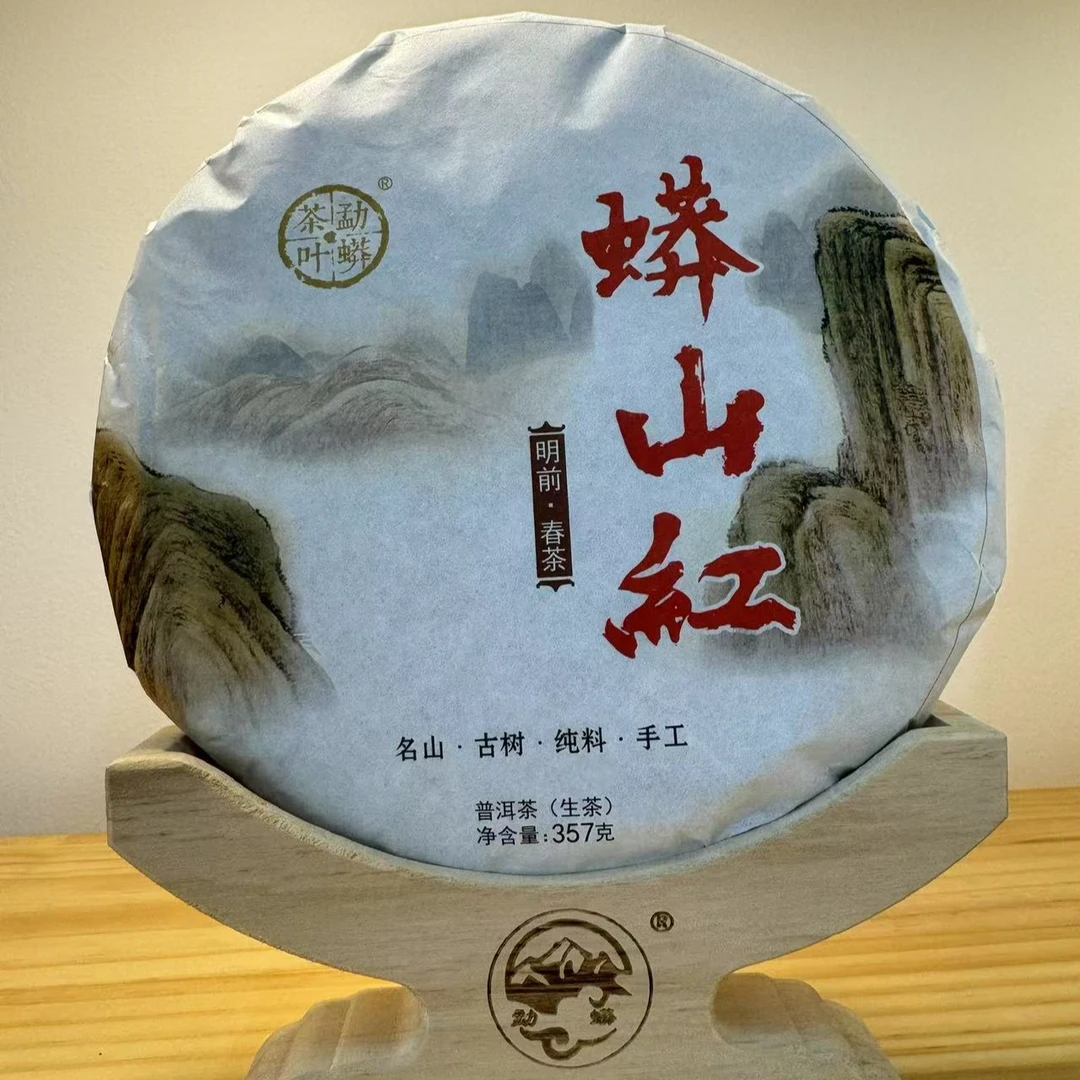 勐蟒
茶叶
®
蟒山紅
明前·春茶
名山·古树·纯料·手工
普洱茶（生茶）
净含量:357克
®
勐蟒